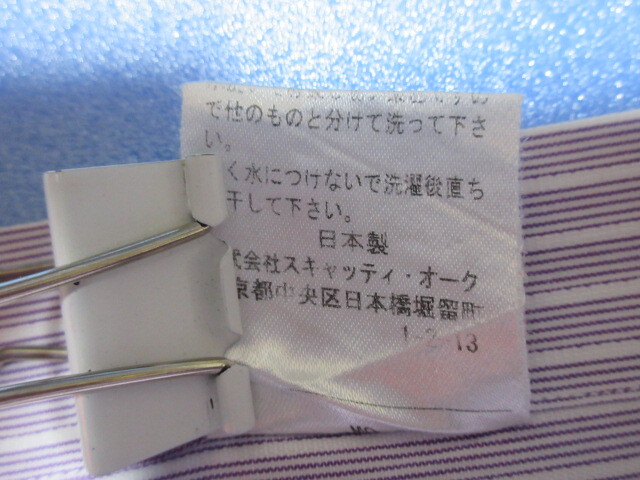 で他のものと分けて洗って下さ
い。
く水につけないで洗濯後直ち
干して下さい。
日本製
式会社スキャッティ・オーク
京都中央区日本橋堀留町
1-2-13